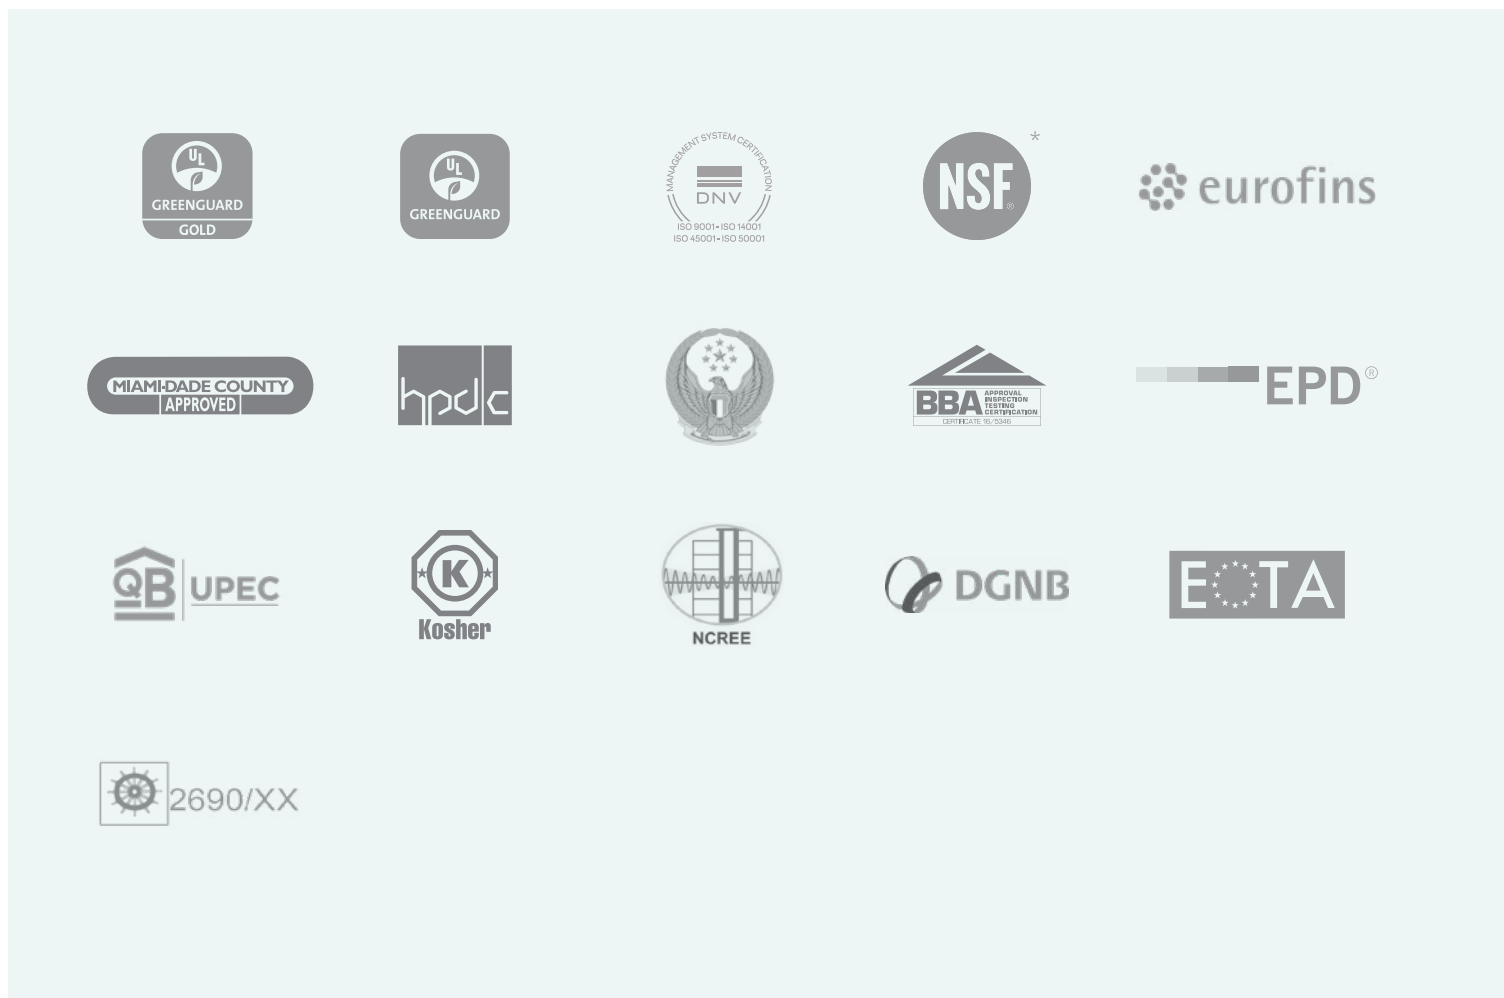 UL
GREENGUARD
GOLD
UL
GREENGUARD
MANAGEMENT SYSTEM CERTIFICATION
DNV
ISO 9001 ▪ ISO 14001
ISO 45001 ▪ ISO 50001
NSF® *
eurofins
MIAMI-DADE COUNTY
APPROVED
hpdc
BBA
APPROVAL
INSPECTION
TESTING
CERTIFICATION
CERTIFICATE 16/5346
EPD®
QB UPEC
K
Kosher
NCREE
DGNB
EOTA
2690/XX